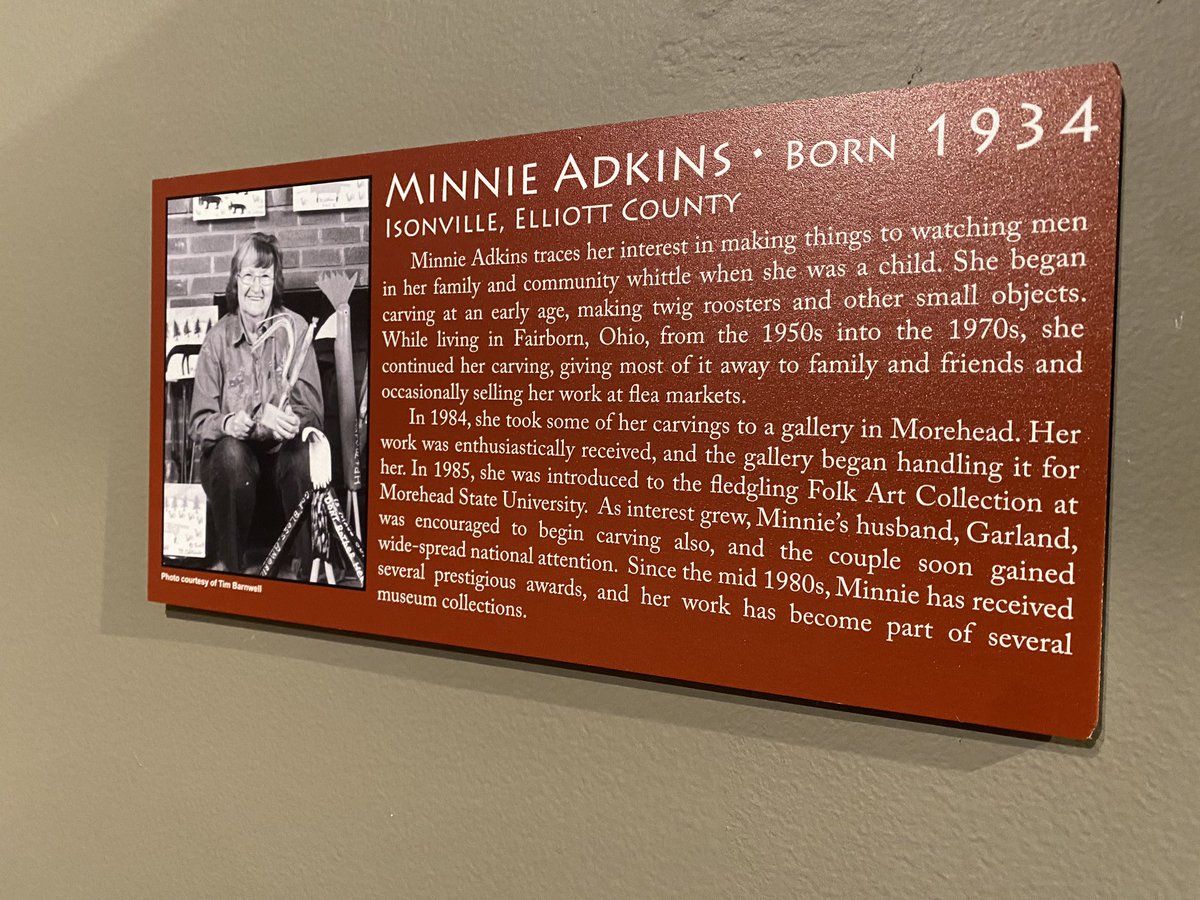 MINNIE ADKINS · BORN 1934
ISONVILLE, ELLIOTT COUNTY
Minnie Adkins traces her interest in making things to watching men
in her family and community whittle when she was a child. She began
carving at an early age, making twig roosters and other small objects.
While living in Fairborn, Ohio, from the 1950s into the 1970s, she
continued her carving, giving most of it away to family and friends and
occasionally selling her work at flea markets.
In 1984, she took some of her carvings to a gallery in Morehead. Her
work was enthusiastically received, and the gallery began handling it for
her. In 1985, she was introduced to the fledgling Folk Art Collection at
Morehead State University. As interest grew, Minnie's husband, Garland,
was encouraged to begin carving also, and the couple soon gained
wide-spread national attention. Since the mid 1980s, Minnie has received
several prestigious awards, and her work has become part of several
museum collections.
Photo courtesy of Tim Barnwell